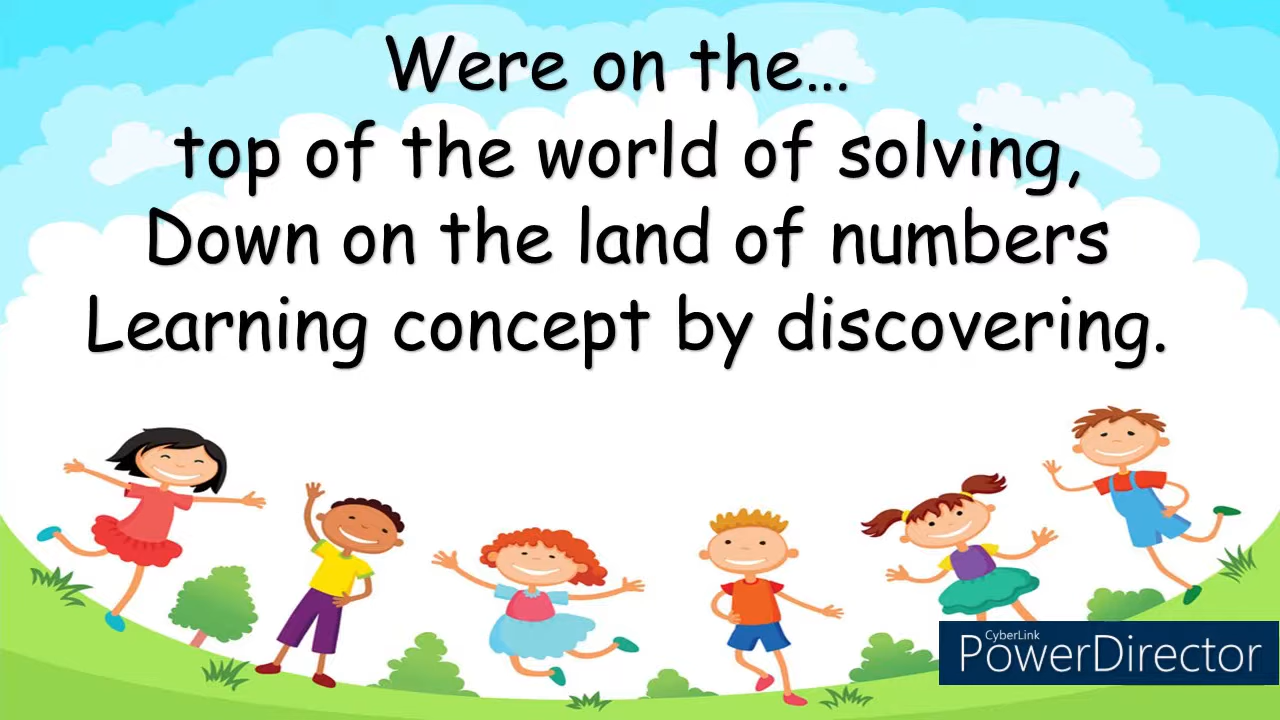 Were on the...
top of the world of solving,
Down on the land of numbers
Learning concept by discovering.
CyberLink
PowerDirector